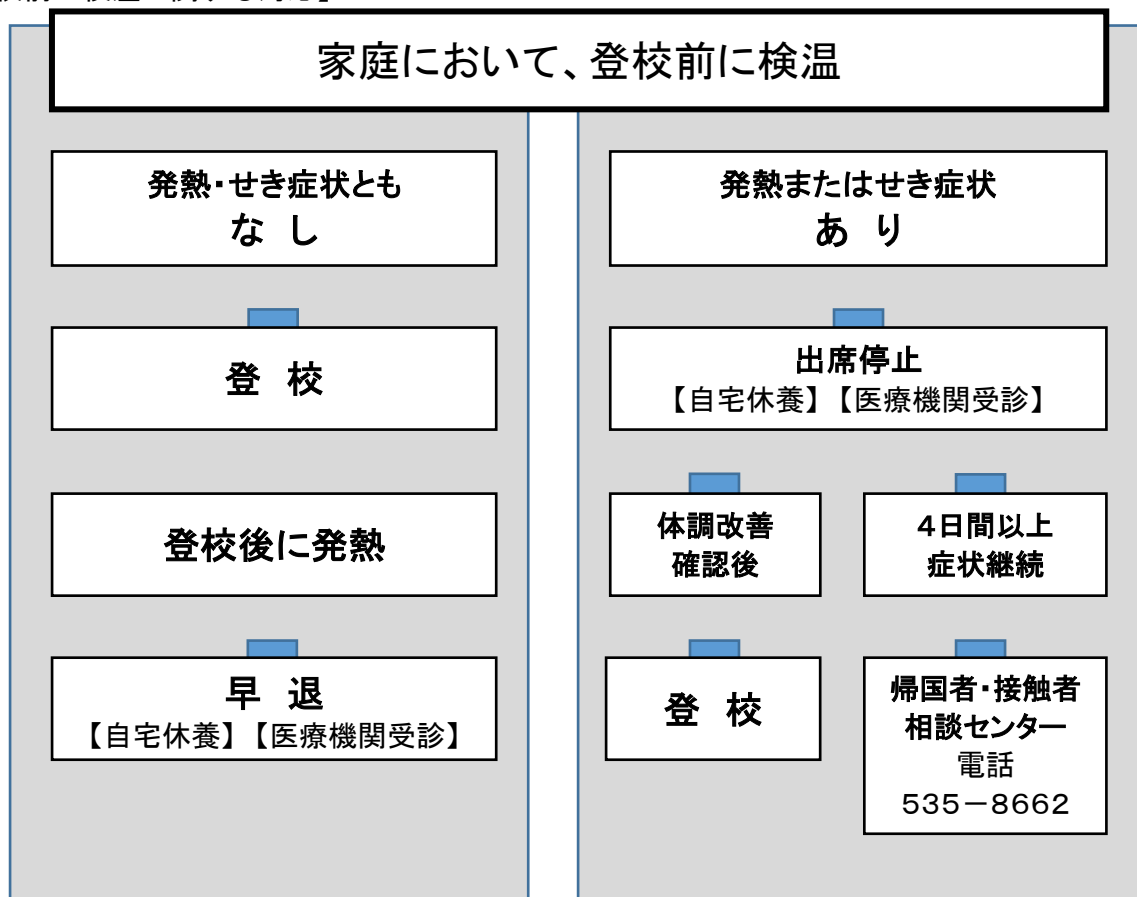 家庭において、登校前に検温
発熱・せき症状とも
な し
登 校
登校後に発熱
早 退
【自宅休養】【医療機関受診】
発熱またはせき症状
あ り
出席停止
【自宅休養】【医療機関受診】
体調改善
確認後
登 校
４日間以上
症状継続
帰国者・接触者
相談センター
電話
５３５－８６６２